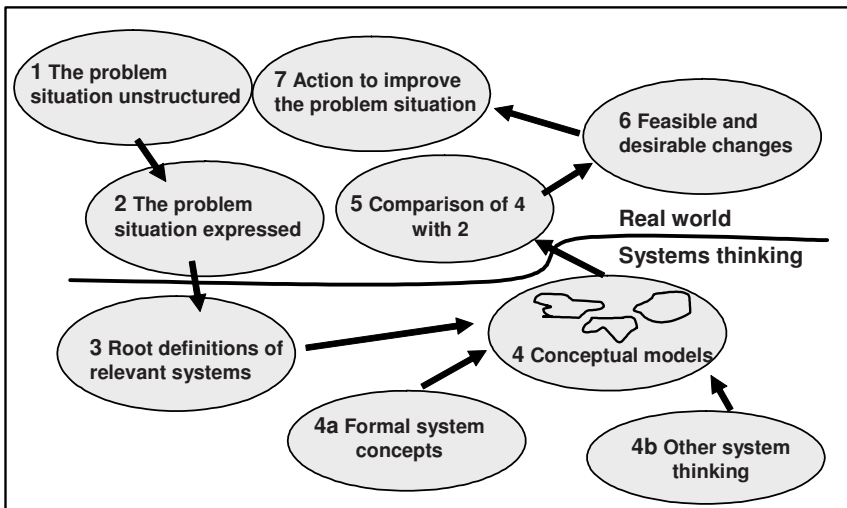 1 The problem
situation unstructured
7 Action to improve
the problem situation
6 Feasible and
desirable changes
2 The problem
situation expressed
5 Comparison of 4
with 2
Real world
Systems thinking
3 Root definitions of
relevant systems
4 Conceptual models
4a Formal system
concepts
4b Other system
thinking